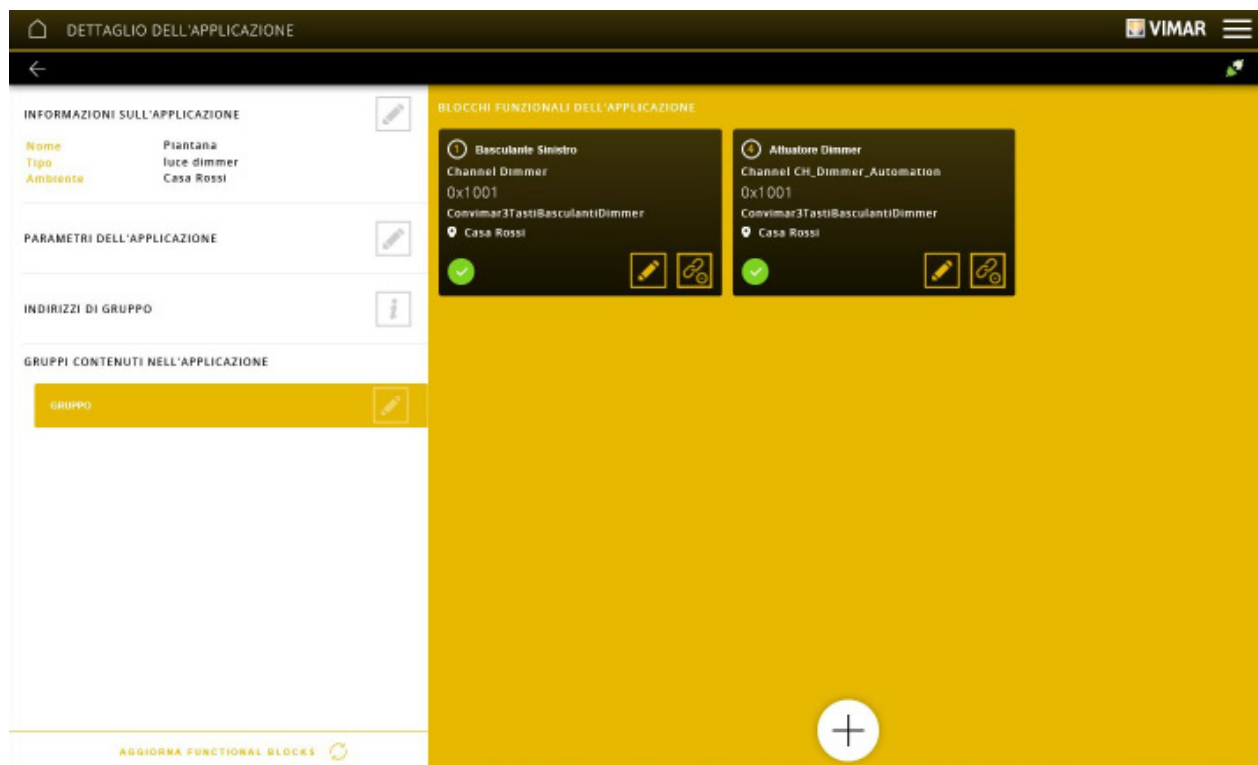 DETTAGLIO DELL'APPLICAZIONE
VIMAR
INFORMAZIONI SULL'APPLICAZIONE
Nome Piantana
Tipo luce dimmer
Ambiente Casa Rossi
PARAMETRI DELL'APPLICAZIONE
INDIRIZZI DI GRUPPO
i
GRUPPI CONTENUTI NELL'APPLICAZIONE
GRUPPO
AGGIORNA FUNCTIONAL BLOCKS
BLOCCHI FUNZIONALI DELL'APPLICAZIONE
1 Basculante Sinistro
Channel Dimmer
0x1001
Convimar3TastiBasculantiDimmer
Casa Rossi
4 Attuatore Dimmer
Channel CH_Dimmer_Automation
0x1001
Convimar3TastiBasculantiDimmer
Casa Rossi